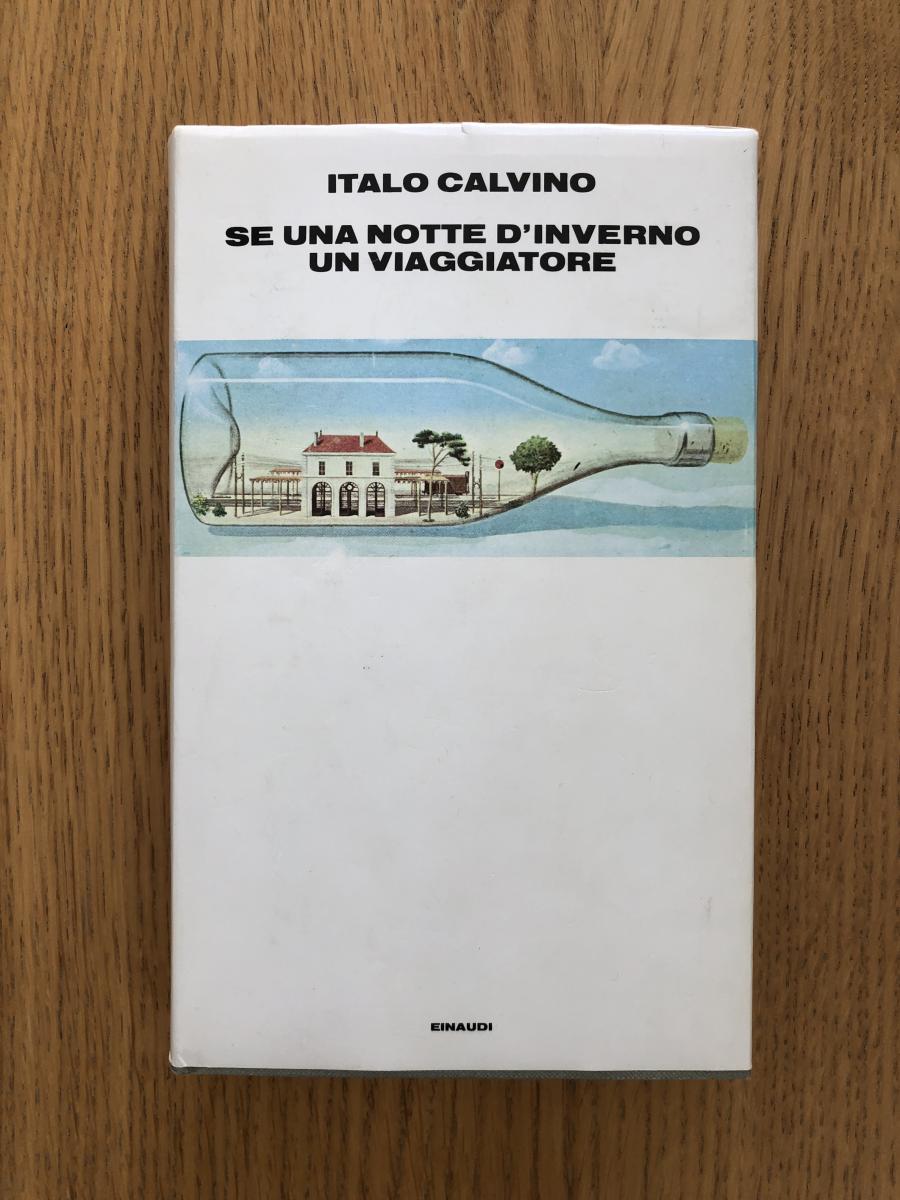 ITALO CALVINO
SE UNA NOTTE D'INVERNO
UN VIAGGIATORE
EINAUDI